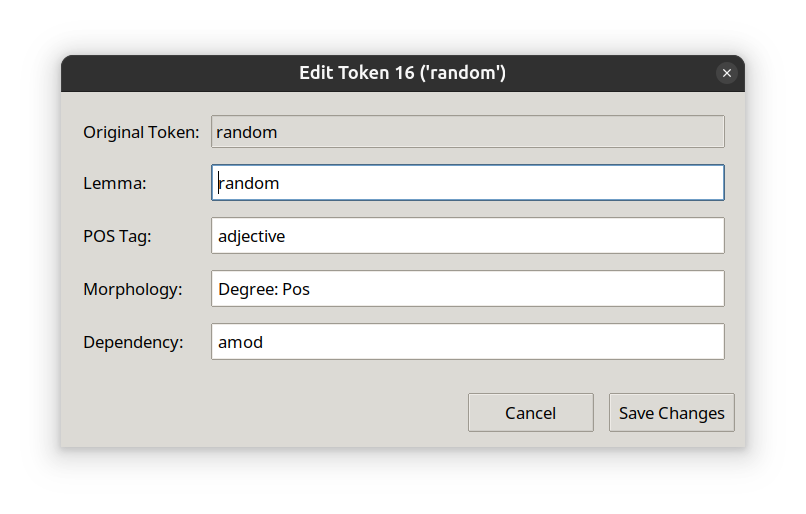 Edit Token 16 ('random')
Original Token: random
Lemma: random
POS Tag: adjective
Morphology: Degree: Pos
Dependency: amod
Cancel Save Changes